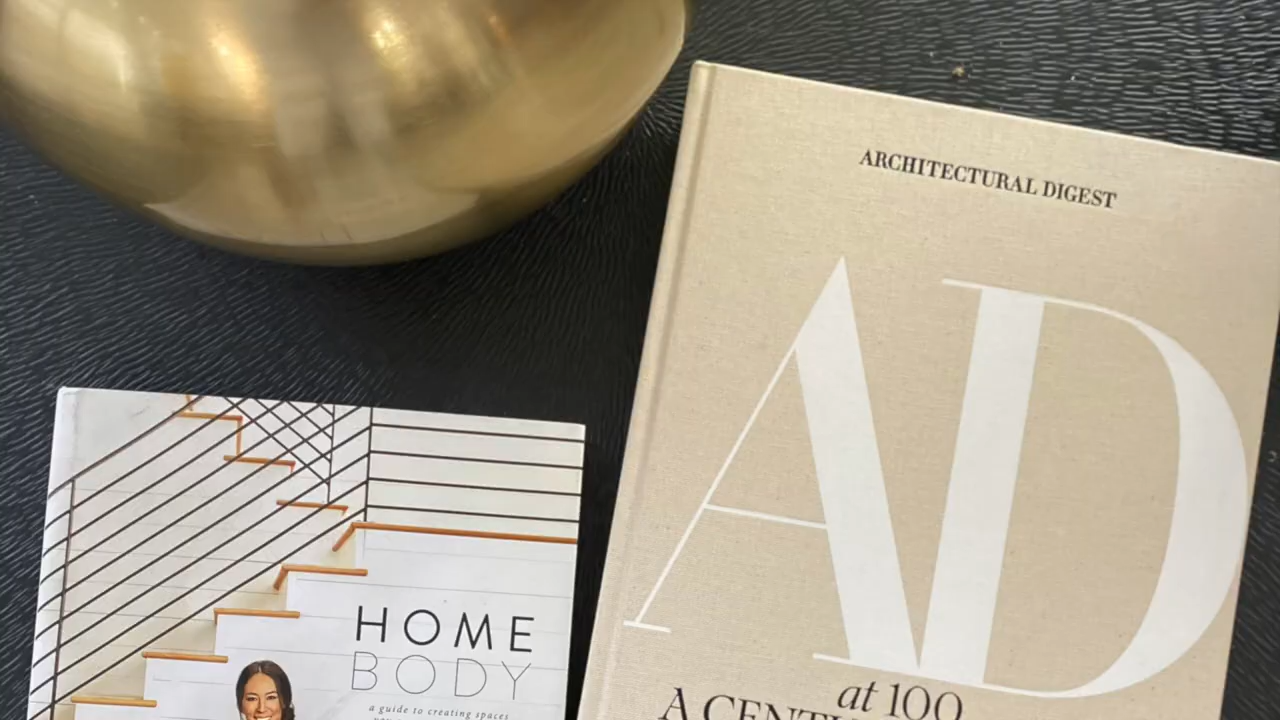 ARCHITECTURAL DIGEST
AD
at 100
HOME
BODY
a guide to creating spaces